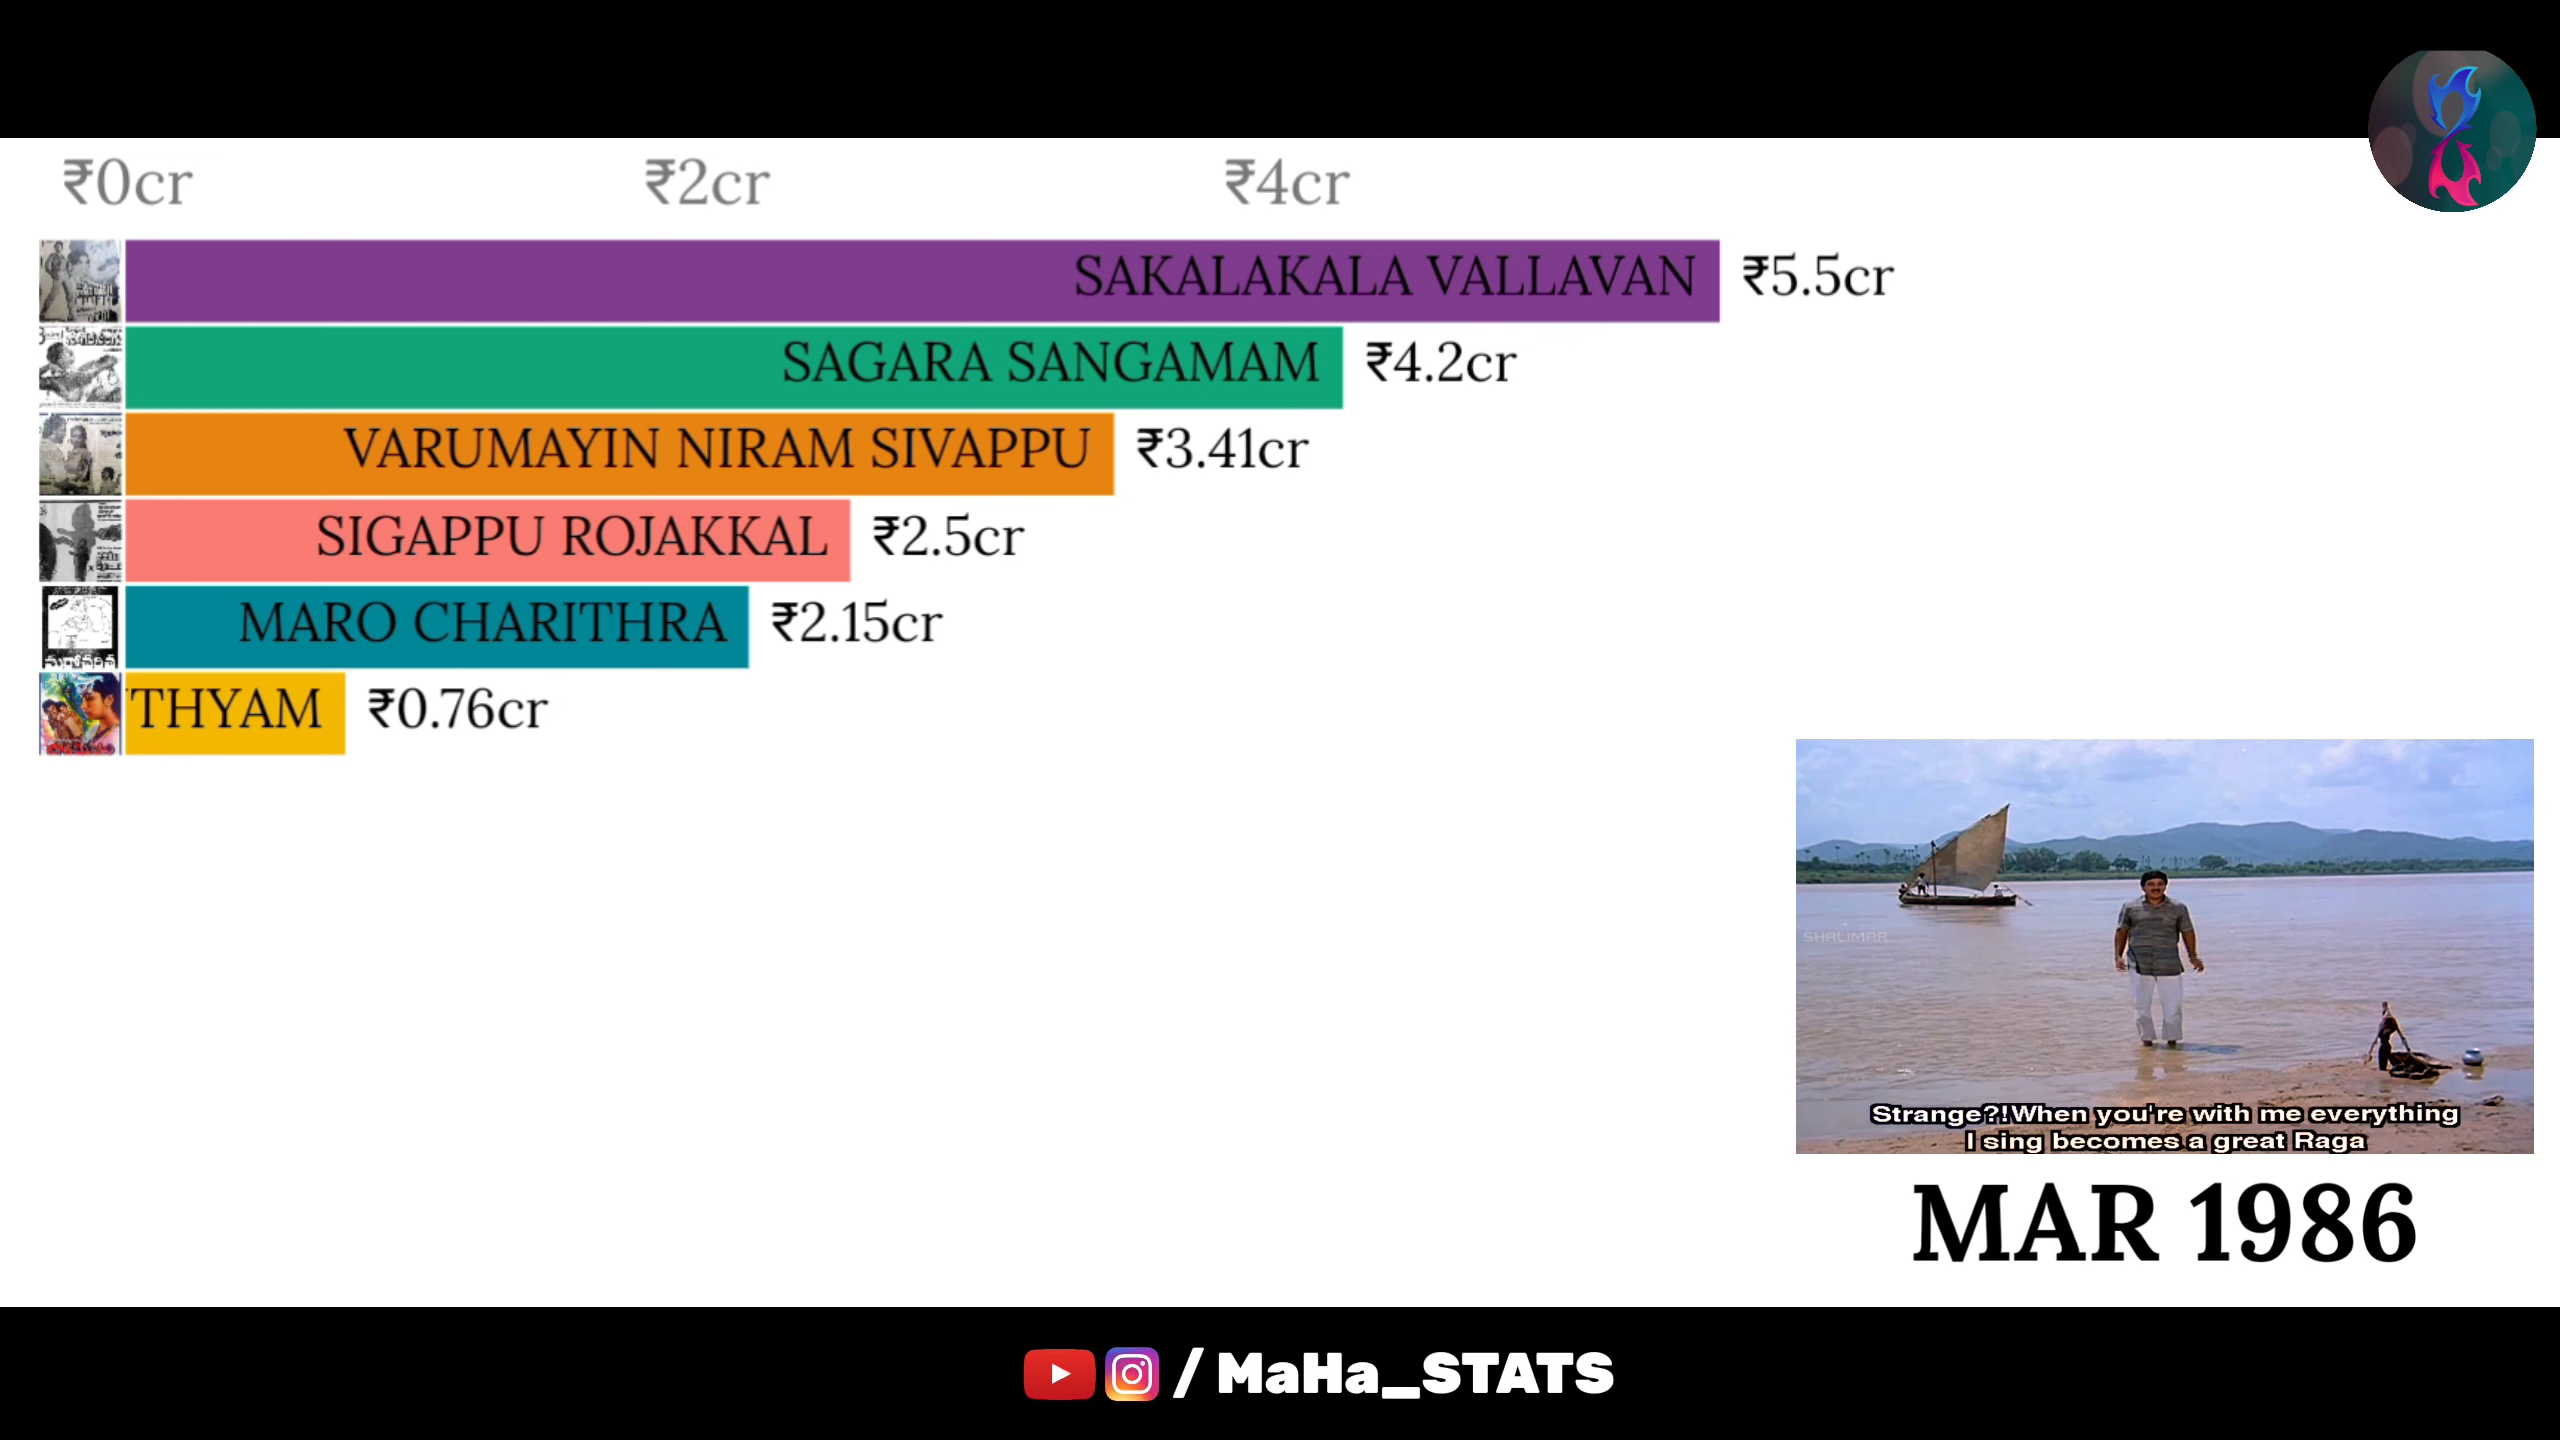 ₹0cr ₹2cr ₹4cr
SAKALAKALA VALLAVAN ₹5.5cr
SAGARA SANGAMAM ₹4.2cr
VARUMAYIN NIRAM SIVAPPU ₹3.41cr
SIGAPPU ROJAKKAL ₹2.5cr
MARO CHARITHRA ₹2.15cr
THYAM ₹0.76cr
SHALIMAR
Strange?!When you're with me everything
I sing becomes a great Raga
MAR 1986
/ MaHa_STATS